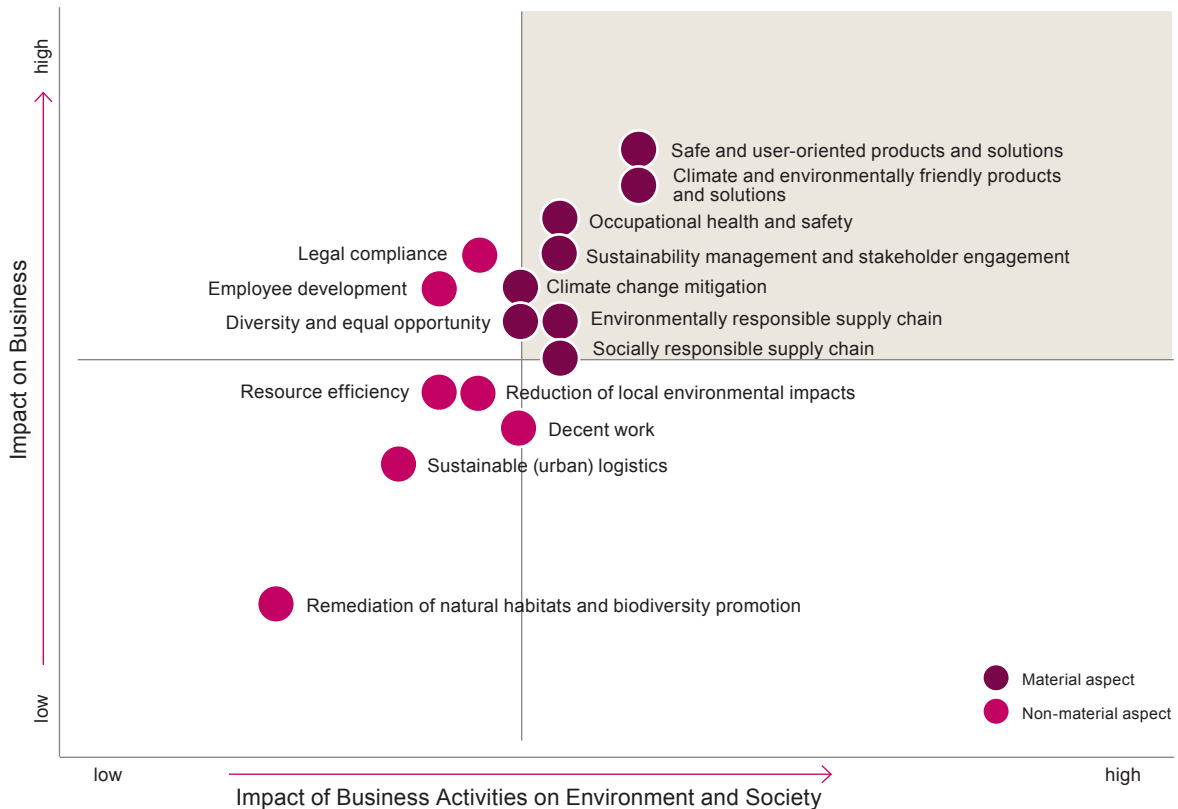 high
Safe and user-oriented products and solutions
Climate and environmentally friendly products
and solutions
Occupational health and safety
Legal compliance
Sustainability management and stakeholder engagement
Employee development
Climate change mitigation
Diversity and equal opportunity
Environmentally responsible supply chain
Socially responsible supply chain
Impact on Business
Resource efficiency
Reduction of local environmental impacts
Decent work
Sustainable (urban) logistics
Remediation of natural habitats and biodiversity promotion
Material aspect
low
Non-material aspect
low
high
Impact of Business Activities on Environment and Society